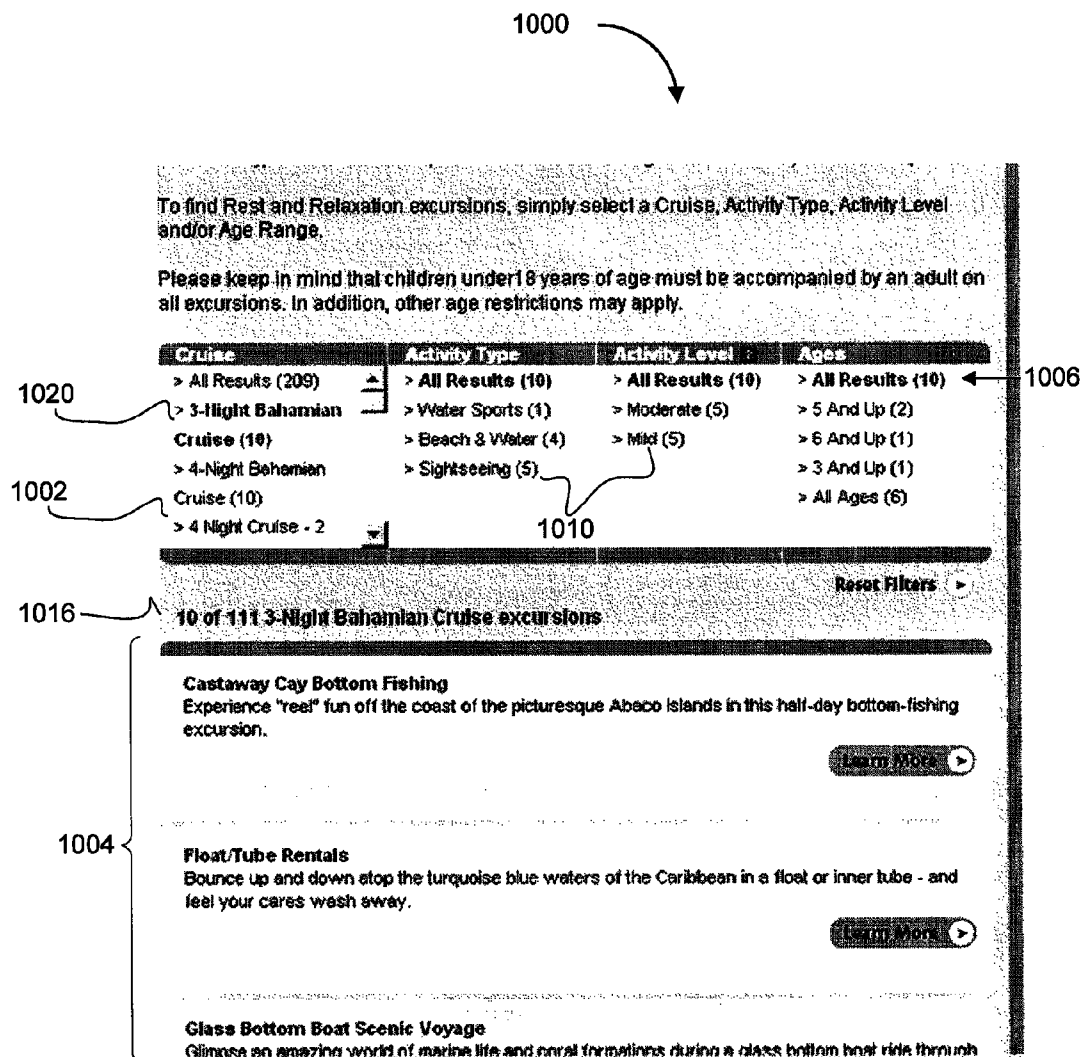 1000
To find Rest and Relaxation excursions, simply select a Cruise, Activity Type, Activity Level
and/or Age Range.
Please keep in mind that children under18 years of age must be accompanied by an adult on
all excursions. In addition, other age restrictions may apply.
Cruise Activity Type Activity Level Ages
> All Results (209) > All Results (10) > All Results (10) > All Results (10) 1006
1020 > 3-Night Bahamian > Water Sports (1) > Moderate (5) > 5 And Up (2)
Cruise (10) > Beach & Water (4) > Mild (5) > 6 And Up (1)
> 4-Night Bahamian > Sightseeing (5) > 3 And Up (1)
1002 Cruise (10) > All Ages (6)
> 4 Night Cruise - 2 1010
Reset Filters >
1016 10 of 111 3-Night Bahamian Cruise excursions
Castaway Cay Bottom Fishing
Experience "reel" fun off the coast of the picturesque Abaco Islands in this half-day bottom-fishing
excursion.
Learn More >
1004
Float/Tube Rentals
Bounce up and down atop the turquoise blue waters of the Caribbean in a float or inner tube - and
feel your cares wash away.
Learn More >
Glass Bottom Boat Scenic Voyage
Glimpse an amazing world of marine life and coral formations during a glass bottom boat ride through